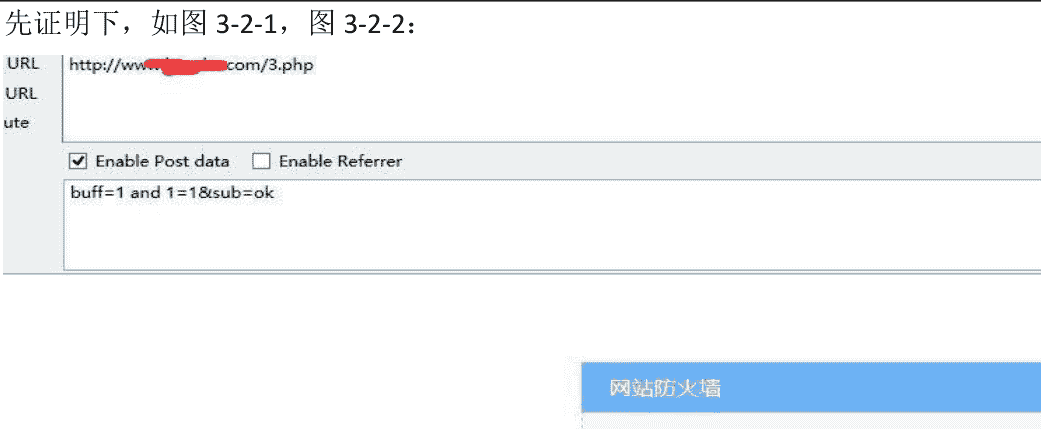 先证明下，如图 3-2-1，图 3-2-2：
URL http://www com/3.php
URL
ute
Enable Post data Enable Referrer
buff=1 and 1=1&sub=ok
网站防火墙